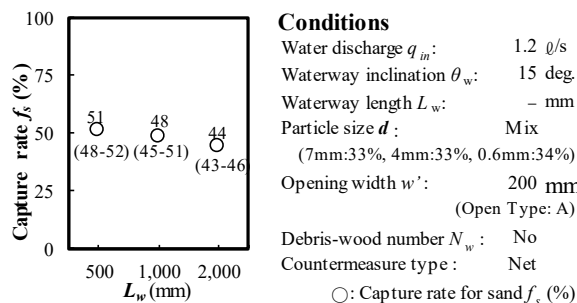 Capture rate f_s (%)
100
75
50
25
0
51
(48-52)
48
(45-51)
44
(43-46)
500 1,000 2,000
L_w (mm)
Conditions
Water discharge q_in: 1.2 ℓ/s
Waterway inclination θ_w: 15 deg.
Waterway length L_w: – mm
Particle size d : Mix
(7mm:33%, 4mm:33%, 0.6mm:34%)
Opening width w’: 200 mm
(Open Type: A)
Debris-wood number N_w : No
Countermeasure type : Net
○: Capture rate for sand f_s (%)